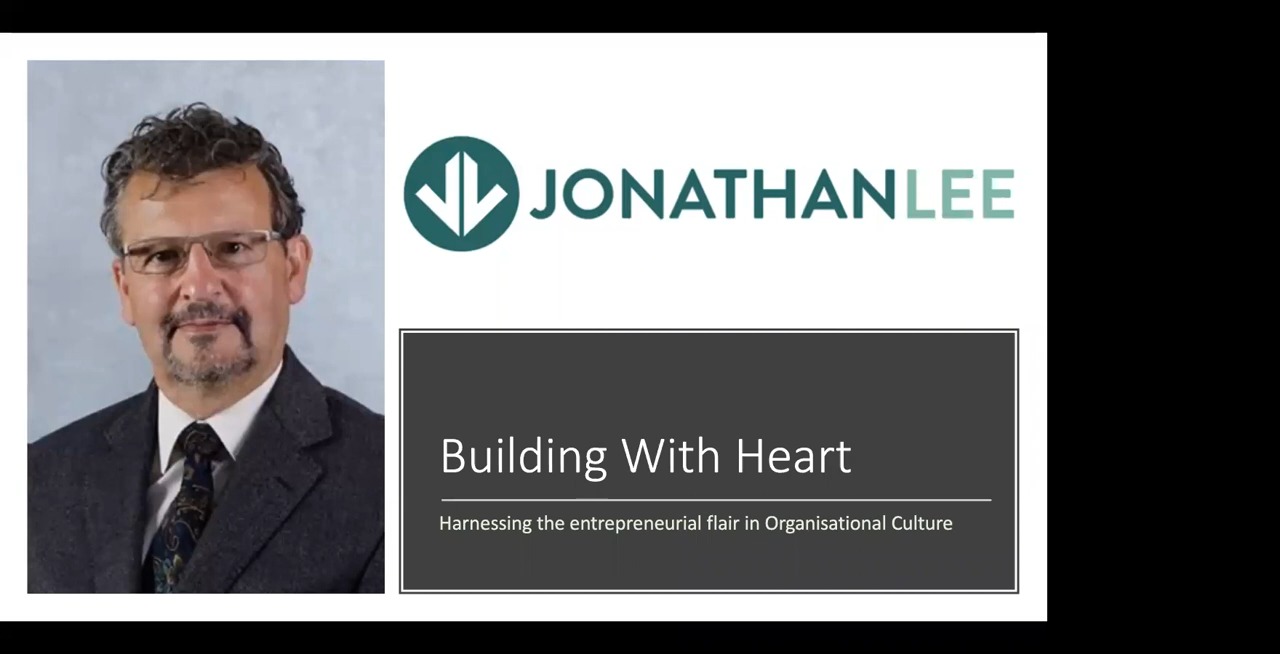 JONATHANLEE
Building With Heart
Harnessing the entrepreneurial flair in Organisational Culture